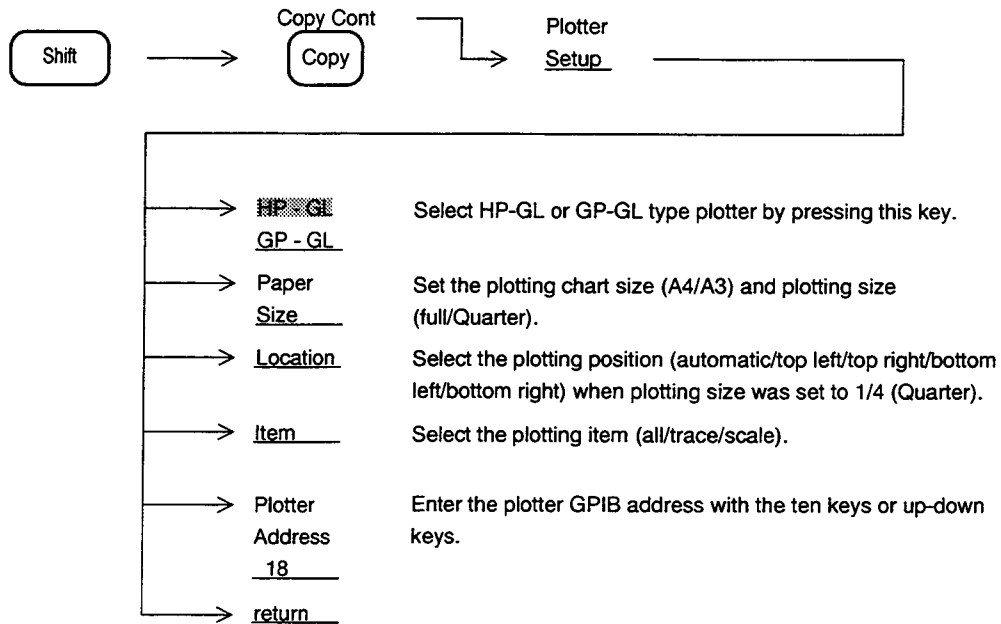 Copy Cont
Shift
Copy
Plotter
Setup
HP - GL
GP - GL
Select HP-GL or GP-GL type plotter by pressing this key.
Paper
Size
Set the plotting chart size (A4/A3) and plotting size
(full/Quarter).
Location
Select the plotting position (automatic/top left/top right/bottom
left/bottom right) when plotting size was set to 1/4 (Quarter).
Item
Select the plotting item (all/trace/scale).
Plotter
Address
18
Enter the plotter GPIB address with the ten keys or up-down
keys.
return